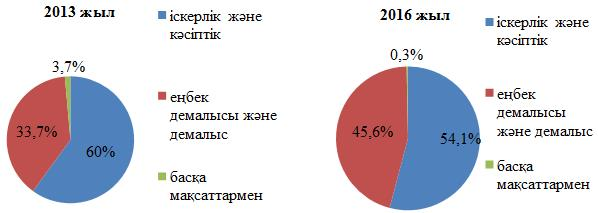 2013 жыл
3,7%
33,7%
60%
іскерлік және
кәсіптік
еңбек
демалысы және
демалыс
басқа
мақсаттармен
2016 жыл
0,3%
45,6%
54,1%
іскерлік және
кәсіптік
еңбек
демалысы
және демалыс
басқа
мақсаттармен